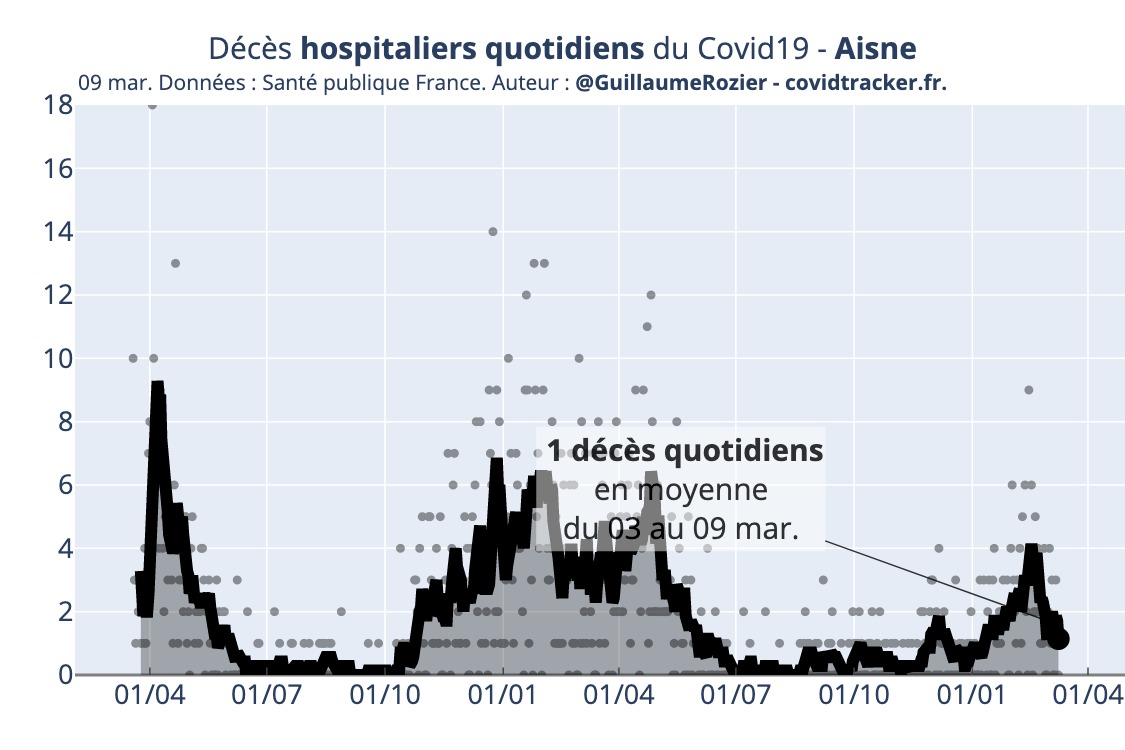 Décès hospitaliers quotidiens du Covid19 - Aisne
09 mar. Données : Santé publique France. Auteur : @GuillaumeRozier - covidtracker.fr.
18
16
14
12
10
8
6
4
2
0
1 décès quotidiens
en moyenne
du 03 au 09 mar.
01/04 01/07 01/10 01/01 01/04 01/07 01/10 01/01 01/04